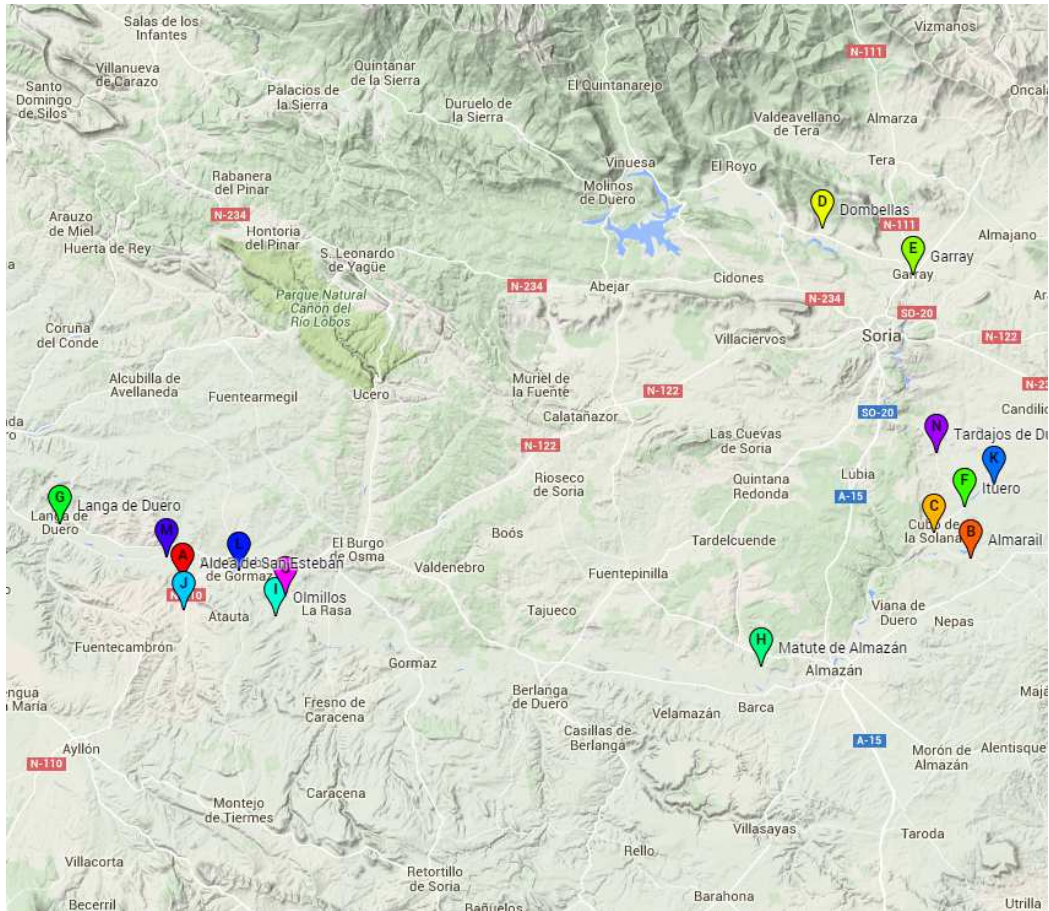 Salas de los
Infantes
Vizmanos
N-111
Villanueva
de Carazo
Quintanar
de la Sierra
Santo
Domingo
de Silos
Palacios de
la Sierra
El Quintanarejo
Oncala
Duruelo de
la Sierra
Valdeavellano
de Tera
Almarza
Vinuesa
El Royo
Tera
Rabanera
del Pinar
Molinos
de Duero
D
Dombellas
Arauzo
de Miel
N-234
Hontoria
del Pinar
N-111
Almajano
Huerta de Rey
S. Leonardo
de Yagüe
E
Garray
Garray
Cidones
N-234
Abejar
N-234
Parque Natural
Cañón del
Río Lobos
SO-20
Coruña
del Conde
Villaciervos
Soria
N-122
Alcubilla de
Avellaneda
Muriel de
la Fuente
Fuentearmegil
Ucero
N-122
Calatañazor
SO-20
Candilic
N
Tardajos de Du
Las Cuevas
de Soria
N-122
K
Rioseco
de Soria
Quintana
Redonda
Lubia
F
Ituero
G
Langa de Duero
Langa de
Duero
A-15
C
Cubo de
la Solana
M
L
El Burgo
de Osma
Boós
Tardelcuende
B
Almarail
A
Aldea de San Esteban
de Gormaz
Valdenebro
Fuentepinilla
J
I
Olmillos
La Rasa
Atauta
Tajueco
Viana de
Duero
Nepas
Fuentecambrón
H
Matute de Almazán
Gormaz
Almazán
Berlanga
de Duero
Barca
Fresno de
Caracena
Velamazán
Casillas de
Berlanga
A-15
Ayllón
N-110
Morón de
Almazán
Alentisque
Caracena
Montejo
de Tiermes
Villasayas
Taroda
Rello
Villacorta
Retortillo
de Soria
Barahona
Becerril
Bañuelos
Utrilla